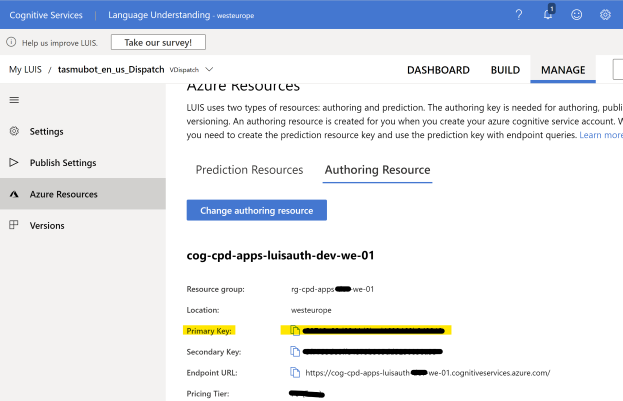 Cognitive Services | Language Understanding - westeurope ? 1
Help us improve LUIS. Take our survey!
My LUIS / tasmubot_en_us_Dispatch VDispatch DASHBOARD BUILD MANAGE
Azure Resources
LUIS uses two types of resources: authoring and prediction. The authoring key is needed for authoring, publi
versioning. An authoring resource is created for you when you create your azure cognitive service account. W
you need to create the prediction resource key and use the prediction key with endpoint queries. Learn more
Settings
Publish Settings
Azure Resources
Versions
Prediction Resources Authoring Resource
Change authoring resource
cog-cpd-apps-luisauth-dev-we-01
Resource group: rg-cpd-apps we-01
Location: westeurope
Primary Key:
Secondary Key:
Endpoint URL: https://cog-cpd-apps-luisauth we-01.cognitiveservices.azure.com/
Pricing Tier: